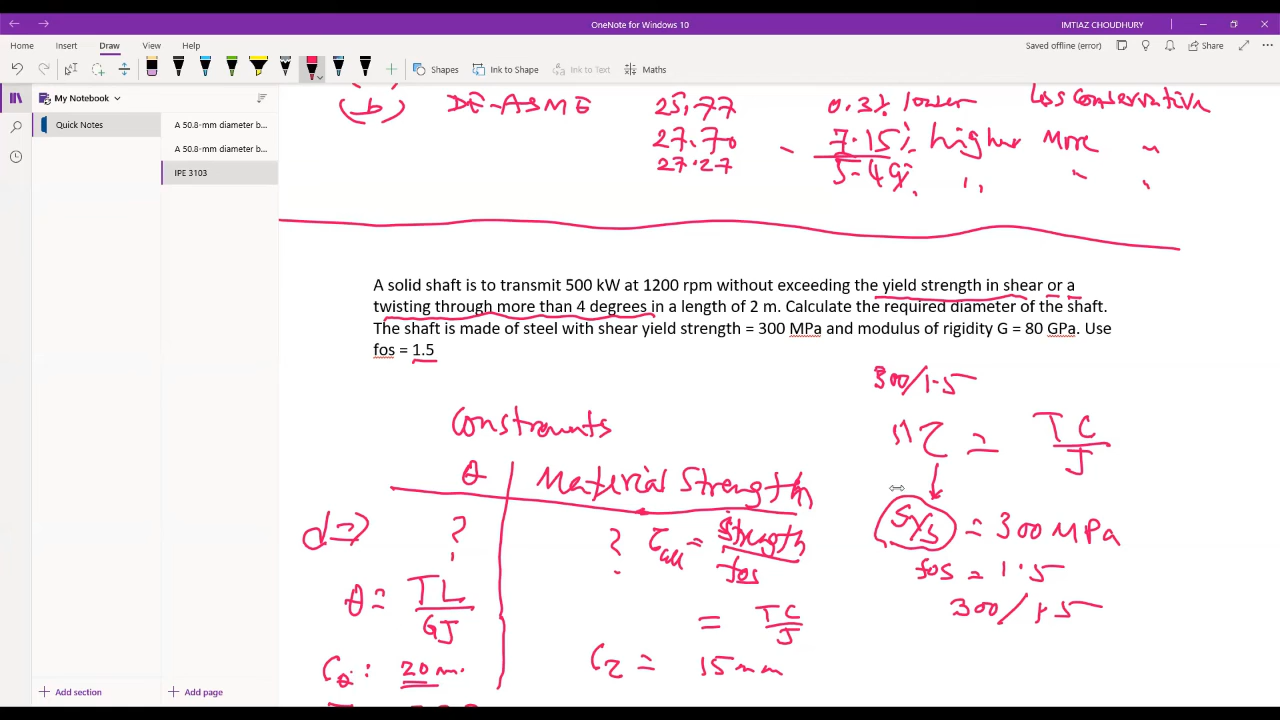 OneNote for Windows 10
IMTIAZ CHOUDHURY
Home Insert Draw View Help
Saved offline (error) Share
Shapes Ink to Shape Ink to Text Maths
My Notebook
Quick Notes
A 50.8-mm diameter b...
A 50.8-mm diameter b...
IPE 3103
(b) DE-ASME 25.77 0.3% lower Less conservative
27.70 - 7.15% higher More "
27.27 5.49% " " "
A solid shaft is to transmit 500 kW at 1200 rpm without exceeding the yield strength in shear or a
twisting through more than 4 degrees in a length of 2 m. Calculate the required diameter of the shaft.
The shaft is made of steel with shear yield strength = 300 MPa and modulus of rigidity G = 80 GPa. Use
fos = 1.5
300/1.5
Constraints
τ = TC/J
θ Material Strength
d⇒ ? ? τall = strength/fos
Sys = 300 MPa
fos = 1.5
θ = TL/GJ
300/1.5
= TC/J
Cθ : 20 m.
C2 = 15 mm
Add section Add page